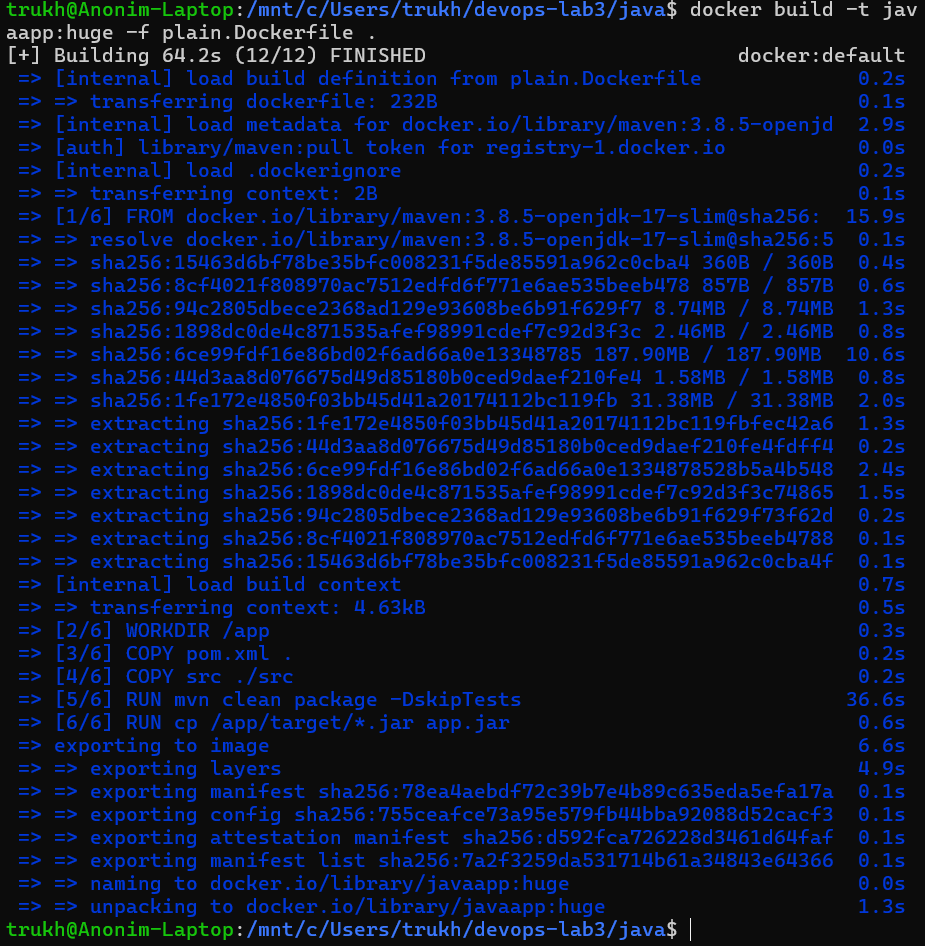 trukh@Anonim-Laptop:/mnt/c/Users/trukh/devops-lab3/java$ docker build -t jav
aapp:huge -f plain.Dockerfile .
[+] Building 64.2s (12/12) FINISHED docker:default
=> [internal] load build definition from plain.Dockerfile 0.2s
=> => transferring dockerfile: 232B 0.1s
=> [internal] load metadata for docker.io/library/maven:3.8.5-openjd 2.9s
=> [auth] library/maven:pull token for registry-1.docker.io 0.0s
=> [internal] load .dockerignore 0.2s
=> => transferring context: 2B 0.1s
=> [1/6] FROM docker.io/library/maven:3.8.5-openjdk-17-slim@sha256: 15.9s
=> => resolve docker.io/library/maven:3.8.5-openjdk-17-slim@sha256:5 0.1s
=> => sha256:15463d6bf78be35bfc008231f5de85591a962c0cba4 360B / 360B 0.4s
=> => sha256:8cf4021f808970ac7512edfd6f771e6ae535beeb478 857B / 857B 0.6s
=> => sha256:94c2805dbece2368ad129e93608be6b91f629f7 8.74MB / 8.74MB 1.3s
=> => sha256:1898dc0de4c871535afef98991cdef7c92d3f3c 2.46MB / 2.46MB 0.8s
=> => sha256:6ce99fdf16e86bd02f6ad66a0e13348785 187.90MB / 187.90MB 10.6s
=> => sha256:44d3aa8d076675d49d85180b0ced9daef210fe4 1.58MB / 1.58MB 0.8s
=> => sha256:1fe172e4850f03bb45d41a20174112bc119fb 31.38MB / 31.38MB 2.0s
=> => extracting sha256:1fe172e4850f03bb45d41a20174112bc119fbfec42a6 1.3s
=> => extracting sha256:44d3aa8d076675d49d85180b0ced9daef210fe4fdff4 0.2s
=> => extracting sha256:6ce99fdf16e86bd02f6ad66a0e1334878528b5a4b548 2.4s
=> => extracting sha256:1898dc0de4c871535afef98991cdef7c92d3f3c74865 1.5s
=> => extracting sha256:94c2805dbece2368ad129e93608be6b91f629f73f62d 0.2s
=> => extracting sha256:8cf4021f808970ac7512edfd6f771e6ae535beeb4788 0.1s
=> => extracting sha256:15463d6bf78be35bfc008231f5de85591a962c0cba4f 0.1s
=> [internal] load build context 0.7s
=> => transferring context: 4.63kB 0.5s
=> [2/6] WORKDIR /app 0.3s
=> [3/6] COPY pom.xml . 0.2s
=> [4/6] COPY src ./src 0.2s
=> [5/6] RUN mvn clean package -DskipTests 36.6s
=> [6/6] RUN cp /app/target/*.jar app.jar 0.6s
=> exporting to image 6.6s
=> => exporting layers 4.9s
=> => exporting manifest sha256:78ea4aebdf72c39b7e4b89c635eda5efa17a 0.1s
=> => exporting config sha256:755ceafce73a95e579fb44bba92088d52cacf3 0.1s
=> => exporting attestation manifest sha256:d592fca726228d3461d64faf 0.1s
=> => exporting manifest list sha256:7a2f3259da531714b61a34843e64366 0.1s
=> => naming to docker.io/library/javaapp:huge 0.0s
=> => unpacking to docker.io/library/javaapp:huge 1.3s
trukh@Anonim-Laptop:/mnt/c/Users/trukh/devops-lab3/java$